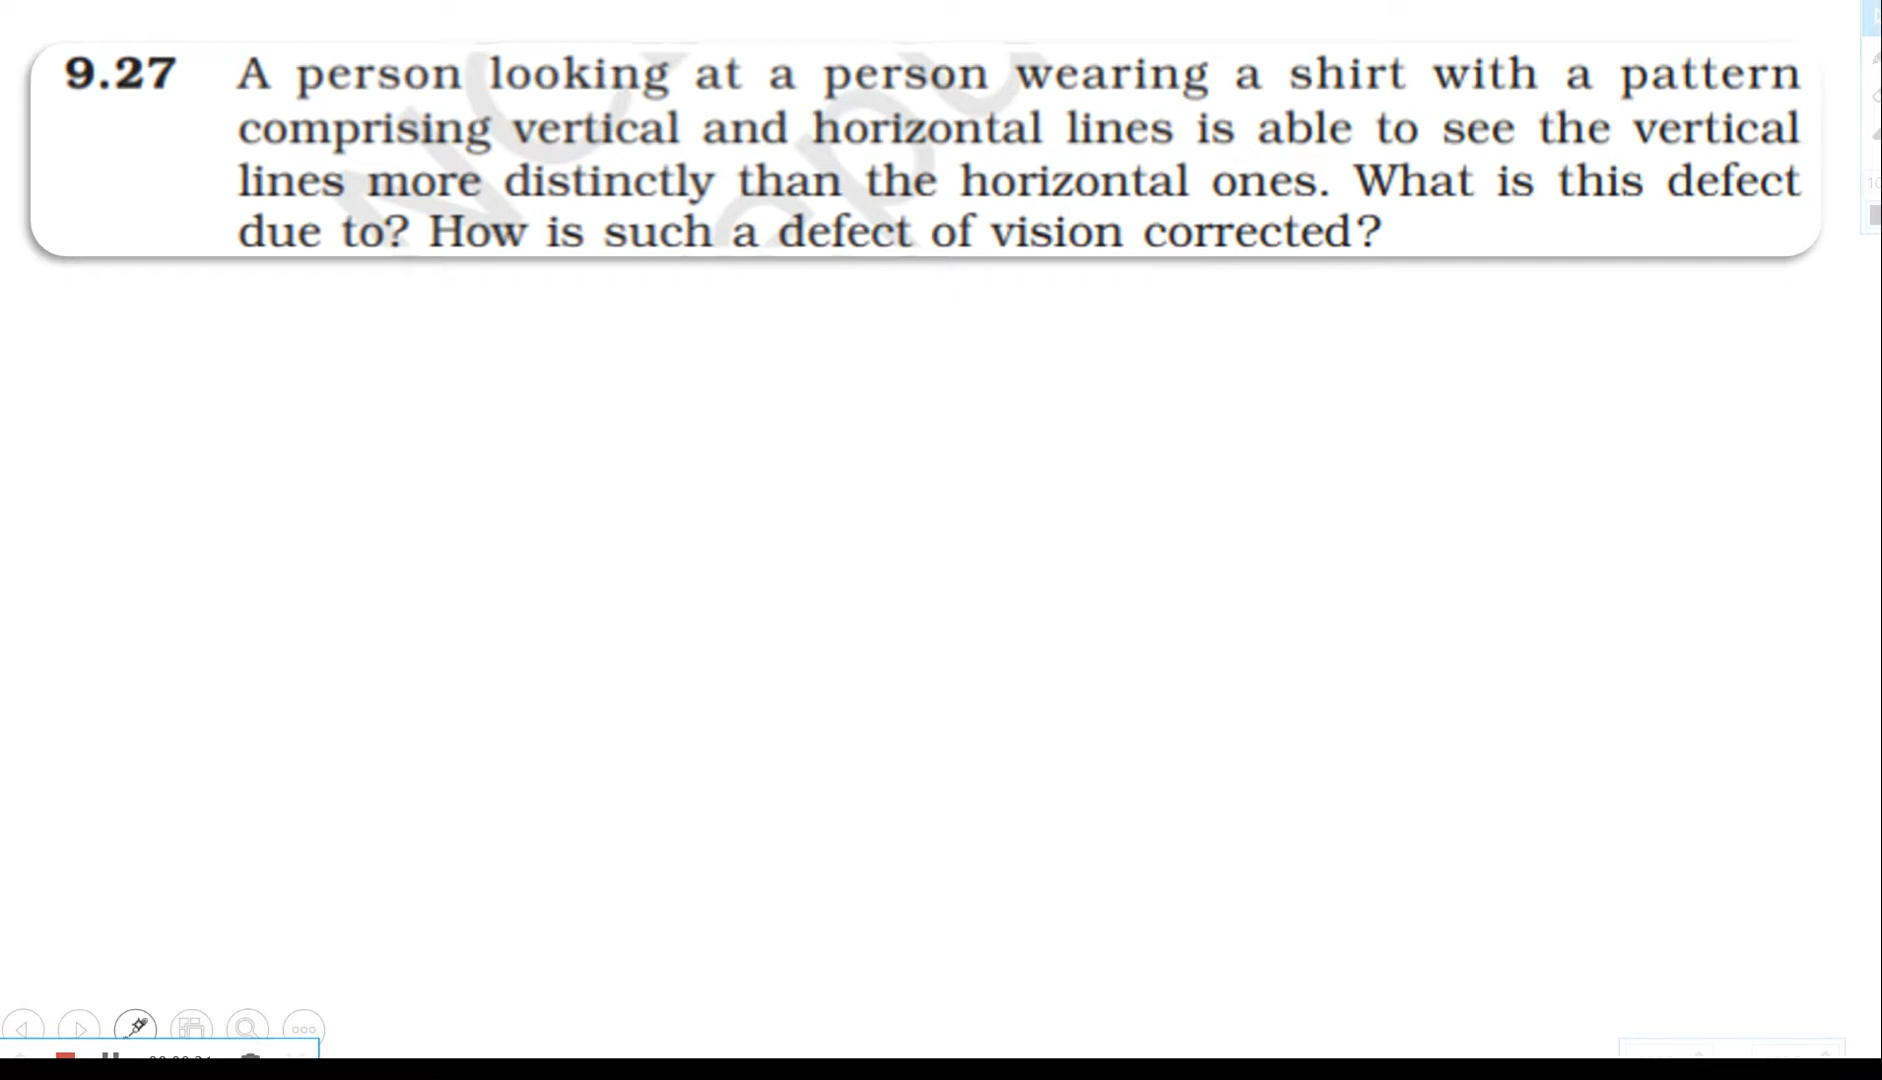 9.27 A person looking at a person wearing a shirt with a pattern
comprising vertical and horizontal lines is able to see the vertical
lines more distinctly than the horizontal ones. What is this defect
due to? How is such a defect of vision corrected?